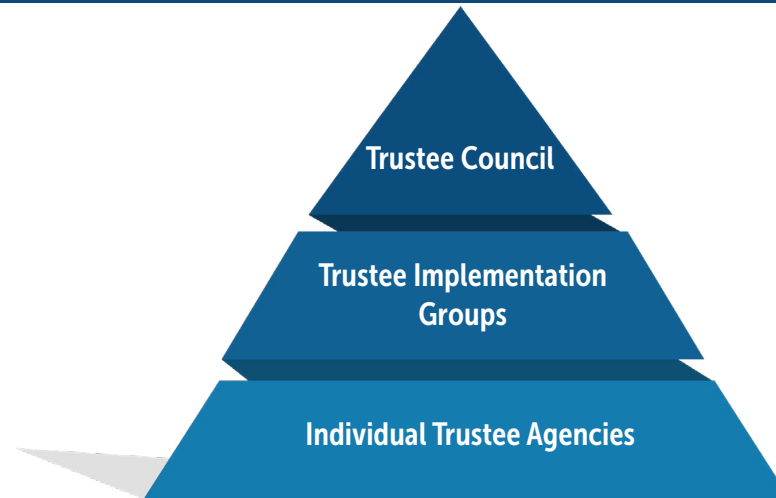 Trustee Council
Trustee Implementation
Groups
Individual Trustee Agencies